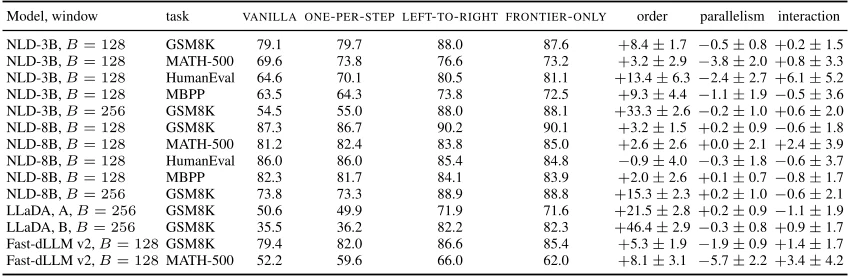 Model, window task VANILLA ONE-PER-STEP LEFT-TO-RIGHT FRONTIER-ONLY order parallelism interaction
NLD-3B, B = 128 GSM8K 79.1 79.7 88.0 87.6 +8.4 ± 1.7 −0.5 ± 0.8 +0.2 ± 1.5
NLD-3B, B = 128 MATH-500 69.6 73.8 76.6 73.2 +3.2 ± 2.9 −3.8 ± 2.0 +0.8 ± 3.3
NLD-3B, B = 128 HumanEval 64.6 70.1 80.5 81.1 +13.4 ± 6.3 −2.4 ± 2.7 +6.1 ± 5.2
NLD-3B, B = 128 MBPP 63.5 64.3 73.8 72.5 +9.3 ± 4.4 −1.1 ± 1.9 −0.5 ± 3.6
NLD-3B, B = 256 GSM8K 54.5 55.0 88.0 88.1 +33.3 ± 2.6 −0.2 ± 1.0 +0.6 ± 2.0
NLD-8B, B = 128 GSM8K 87.3 86.7 90.2 90.1 +3.2 ± 1.5 +0.2 ± 0.9 −0.6 ± 1.8
NLD-8B, B = 128 MATH-500 81.2 82.4 83.8 85.0 +2.6 ± 2.6 +0.0 ± 2.1 +2.4 ± 3.9
NLD-8B, B = 128 HumanEval 86.0 86.0 85.4 84.8 −0.9 ± 4.0 −0.3 ± 1.8 −0.6 ± 3.7
NLD-8B, B = 128 MBPP 82.3 81.7 84.1 83.9 +2.0 ± 2.6 +0.1 ± 0.7 −0.8 ± 1.7
NLD-8B, B = 256 GSM8K 73.8 73.3 88.9 88.8 +15.3 ± 2.3 +0.2 ± 1.0 −0.6 ± 2.1
LLaDA, A, B = 256 GSM8K 50.6 49.9 71.9 71.6 +21.5 ± 2.8 +0.2 ± 0.9 −1.1 ± 1.9
LLaDA, B, B = 256 GSM8K 35.5 36.2 82.2 82.3 +46.4 ± 2.9 −0.3 ± 0.8 +0.9 ± 1.7
Fast-dLLM v2, B = 128 GSM8K 79.4 82.0 86.6 85.4 +5.3 ± 1.9 −1.9 ± 0.9 +1.4 ± 1.7
Fast-dLLM v2, B = 128 MATH-500 52.2 59.6 66.0 62.0 +8.1 ± 3.1 −5.7 ± 2.2 +3.4 ± 4.2